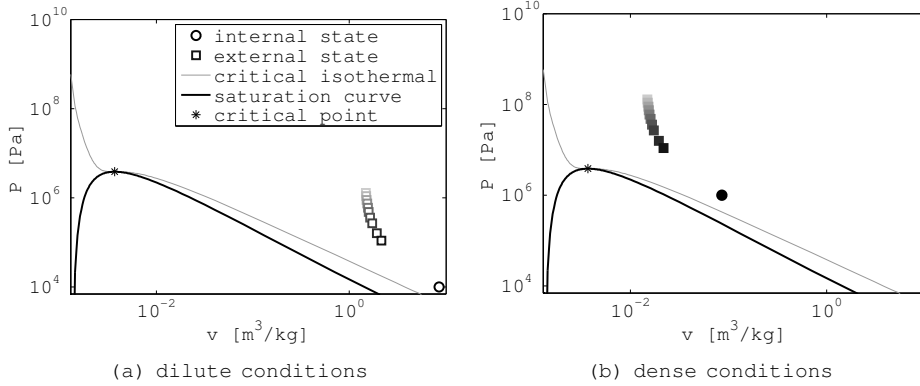 10^10
10^8
10^6
10^4
P [Pa]
internal state
external state
critical isothermal
saturation curve
critical point
10^-2
10^0
v [m^3/kg]
(a) dilute conditions
10^10
10^8
10^6
10^4
P [Pa]
10^-2
10^0
v [m^3/kg]
(b) dense conditions